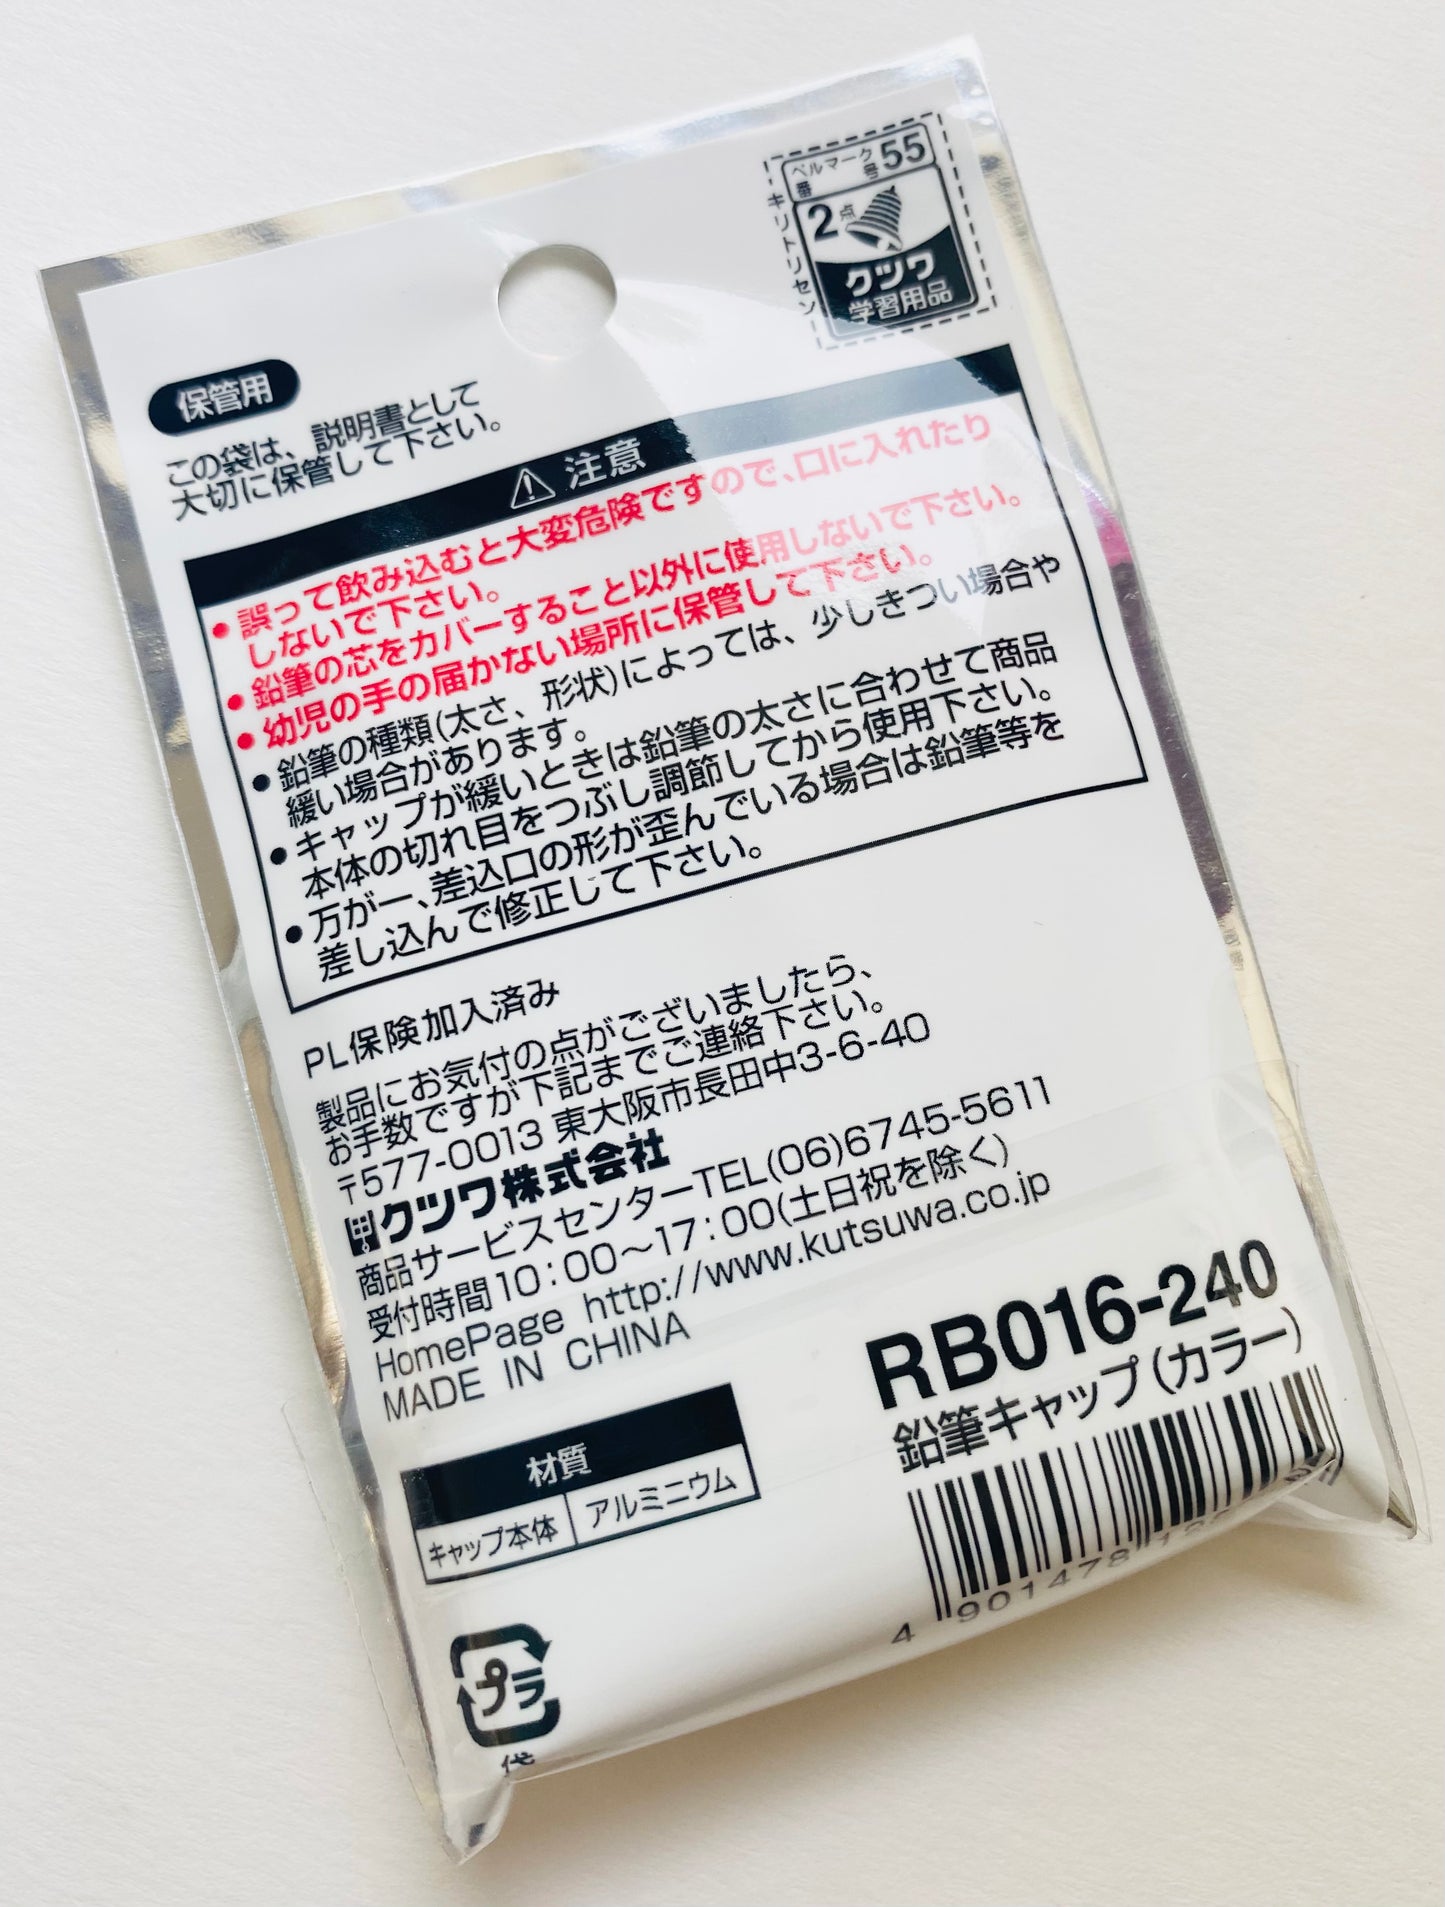 ベルマーク
番号 55
2点
クツワ
学習用品
キリトリセン
保管用
この袋は、説明書として
大切に保管して下さい。
⚠ 注意
● 誤って飲み込むと大変危険ですので、口に入れたり
しないで下さい。
● 鉛筆の芯をカバーすること以外に使用しないで下さい。
● 幼児の手の届かない場所に保管して下さい。
● 鉛筆の種類(太さ、形状)によっては、少しきつい場合や
緩い場合があります。
● キャップが緩いときは鉛筆の太さに合わせて商品
本体の切れ目をつぶし調節してから使用下さい。
● 万が一、差込口の形が歪んでいる場合は鉛筆等を
差し込んで修正して下さい。
PL保険加入済み
製品にお気付の点がございましたら、
お手数ですが下記までご連絡下さい。
〒577-0013 東大阪市長田中3-6-40
クツワ株式会社
商品サービスセンターTEL(06)6745-5611
受付時間10:00〜17:00(土日祝を除く)
HomePage http://www.kutsuwa.co.jp
MADE IN CHINA
RB016-240
鉛筆キャップ(カラー)
材質
キャップ本体 アルミニウム
4 901478
プラ
袋